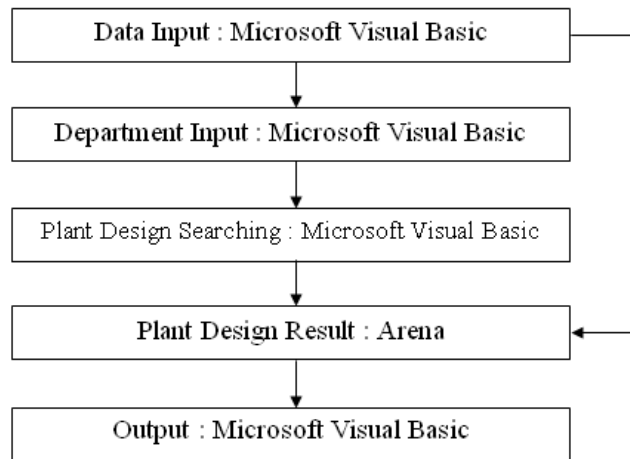 Data Input : Microsoft Visual Basic
Department Input : Microsoft Visual Basic
Plant Design Searching : Microsoft Visual Basic
Plant Design Result : Arena
Output : Microsoft Visual Basic